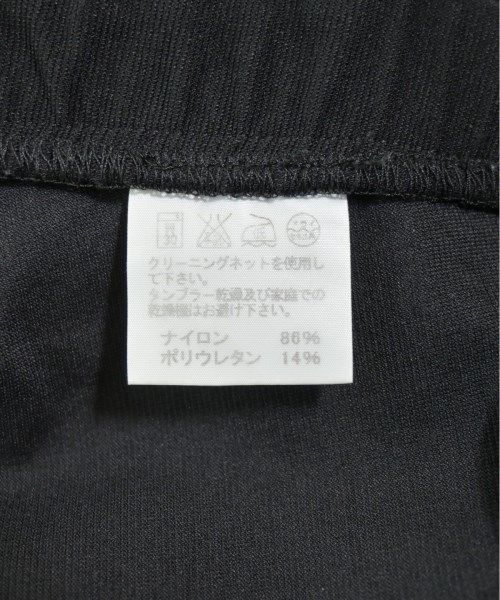 クリーニングネットを使用し
て下さい。
タンブラー乾燥及び家庭での
乾燥機はお避け下さい。
ナイロン 86%
ポリウレタン 14%